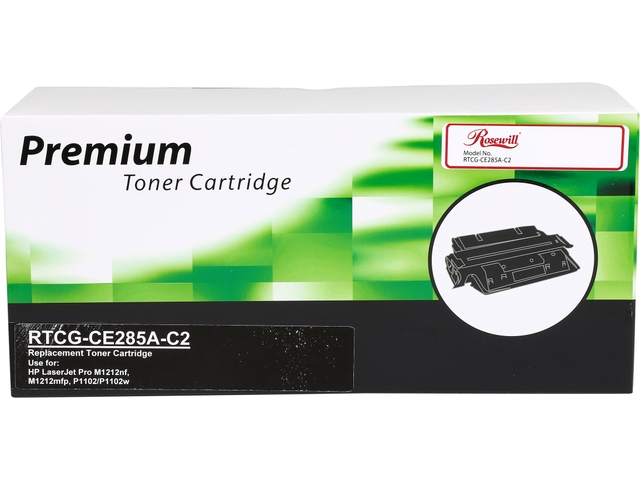 Premium
Toner Cartridge
Rosewill
Model No.
RTCG-CE285A-C2
RTCG-CE285A-C2
Replacement Toner Cartridge
Use for:
HP LaserJet Pro M1212nf,
M1212mfp, P1102/P1102w